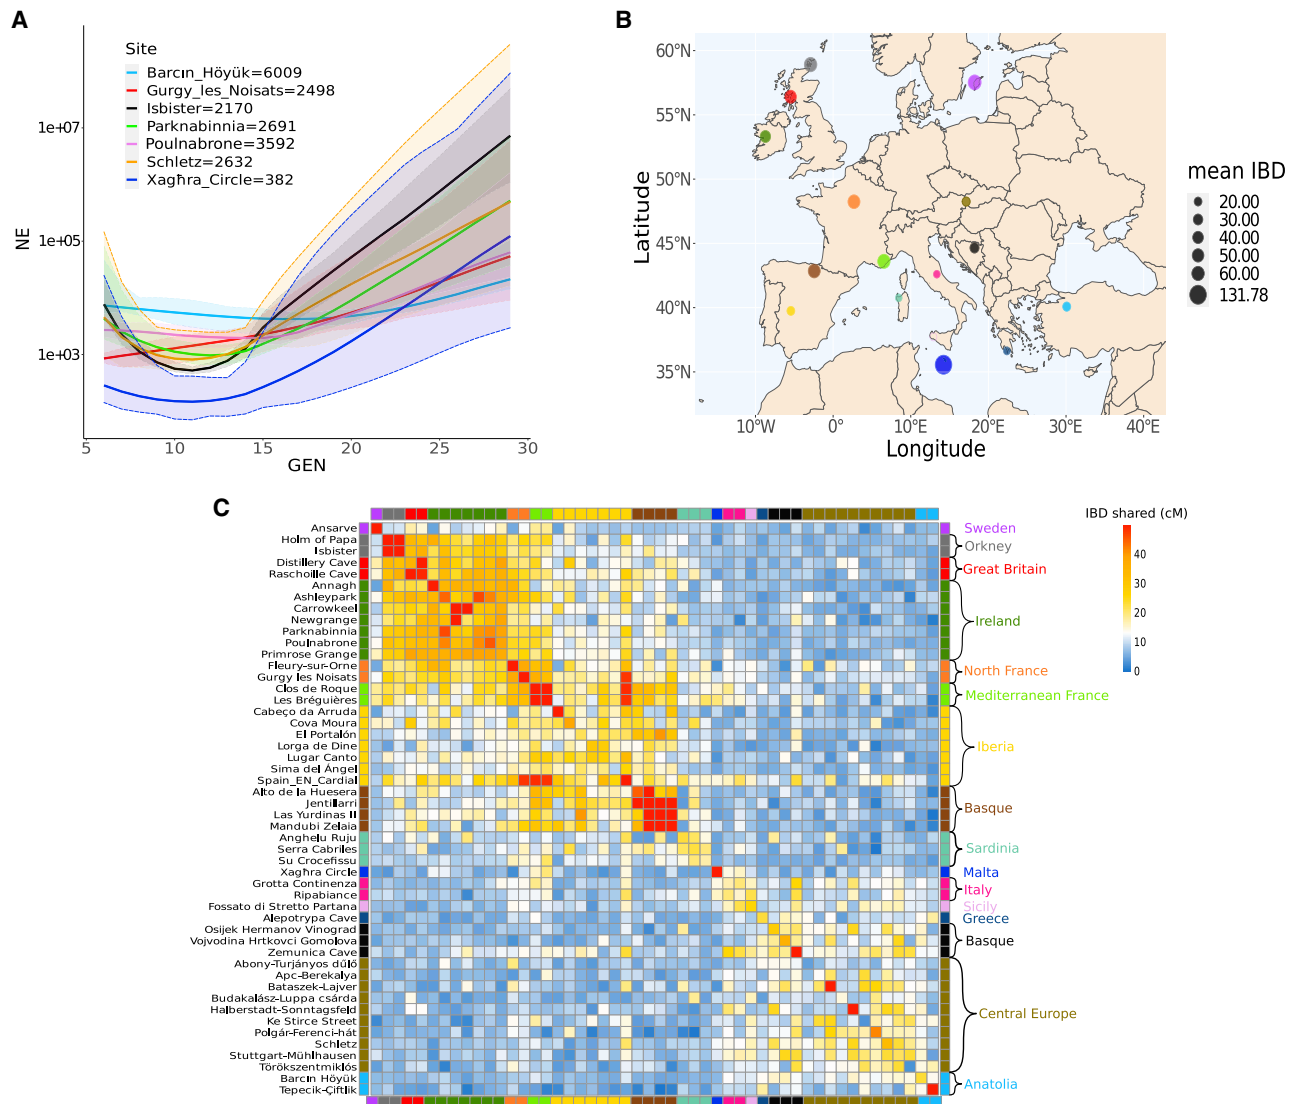 A
Site
Barcın_Höyük=6009
Gurgy_les_Noisats=2498
Isbister=2170
Parknabinnia=2691
Poulnabrone=3592
Schletz=2632
Xagħra_Circle=382
1e+07
1e+05
1e+03
NE
5
10
15
20
25
30
GEN
B
60°N
55°N
50°N
45°N
40°N
35°N
Latitude
10°W
0°
10°E
20°E
30°E
40°E
Longitude
mean IBD
20.00
30.00
40.00
50.00
60.00
131.78
C
Ansarve
Holm of Papa
Isbister
Distillery Cave
Raschoille Cave
Annagh
Ashleypark
Carrowkeel
Newgrange
Parknabinnia
Poulnabrone
Primrose Grange
Fleury-sur-Orne
Gurgy les Noisats
Clos de Roque
Les Bréguières
Cabeço da Arruda
Cova Moura
El Portalón
Lorga de Dine
Lugar Canto
Sima del Ángel
Spain_EN_Cardial
Alto de la Huesera
Jentillarri
Las Yurdinas II
Mandubi Zelaia
Anghelu Ruju
Serra Cabriles
Su Crocefissu
Xagħra Circle
Grotta Continenza
Ripabiance
Fossato di Stretto Partana
Alepotrypa Cave
Osijek Hermanov Vinograd
Vojvodina Hrtkovci Gomolova
Zemunica Cave
Abony-Turjányos dűlő
Apc-Berekalya
Bataszek-Lajver
Budakalász-Luppa csárda
Halberstadt-Sonntagsfeld
Ke Stirce Street
Polgár-Ferenci-hát
Schletz
Stuttgart-Mühlhausen
Törökszentmiklós
Barcın Höyük
Tepecik-Çiftlik
Sweden
Orkney
Great Britain
Ireland
North France
Mediterranean France
Iberia
Basque
Sardinia
Malta
Italy
Sicily
Greece
Basque
Central Europe
Anatolia
IBD shared (cM)
40
30
20
10
0